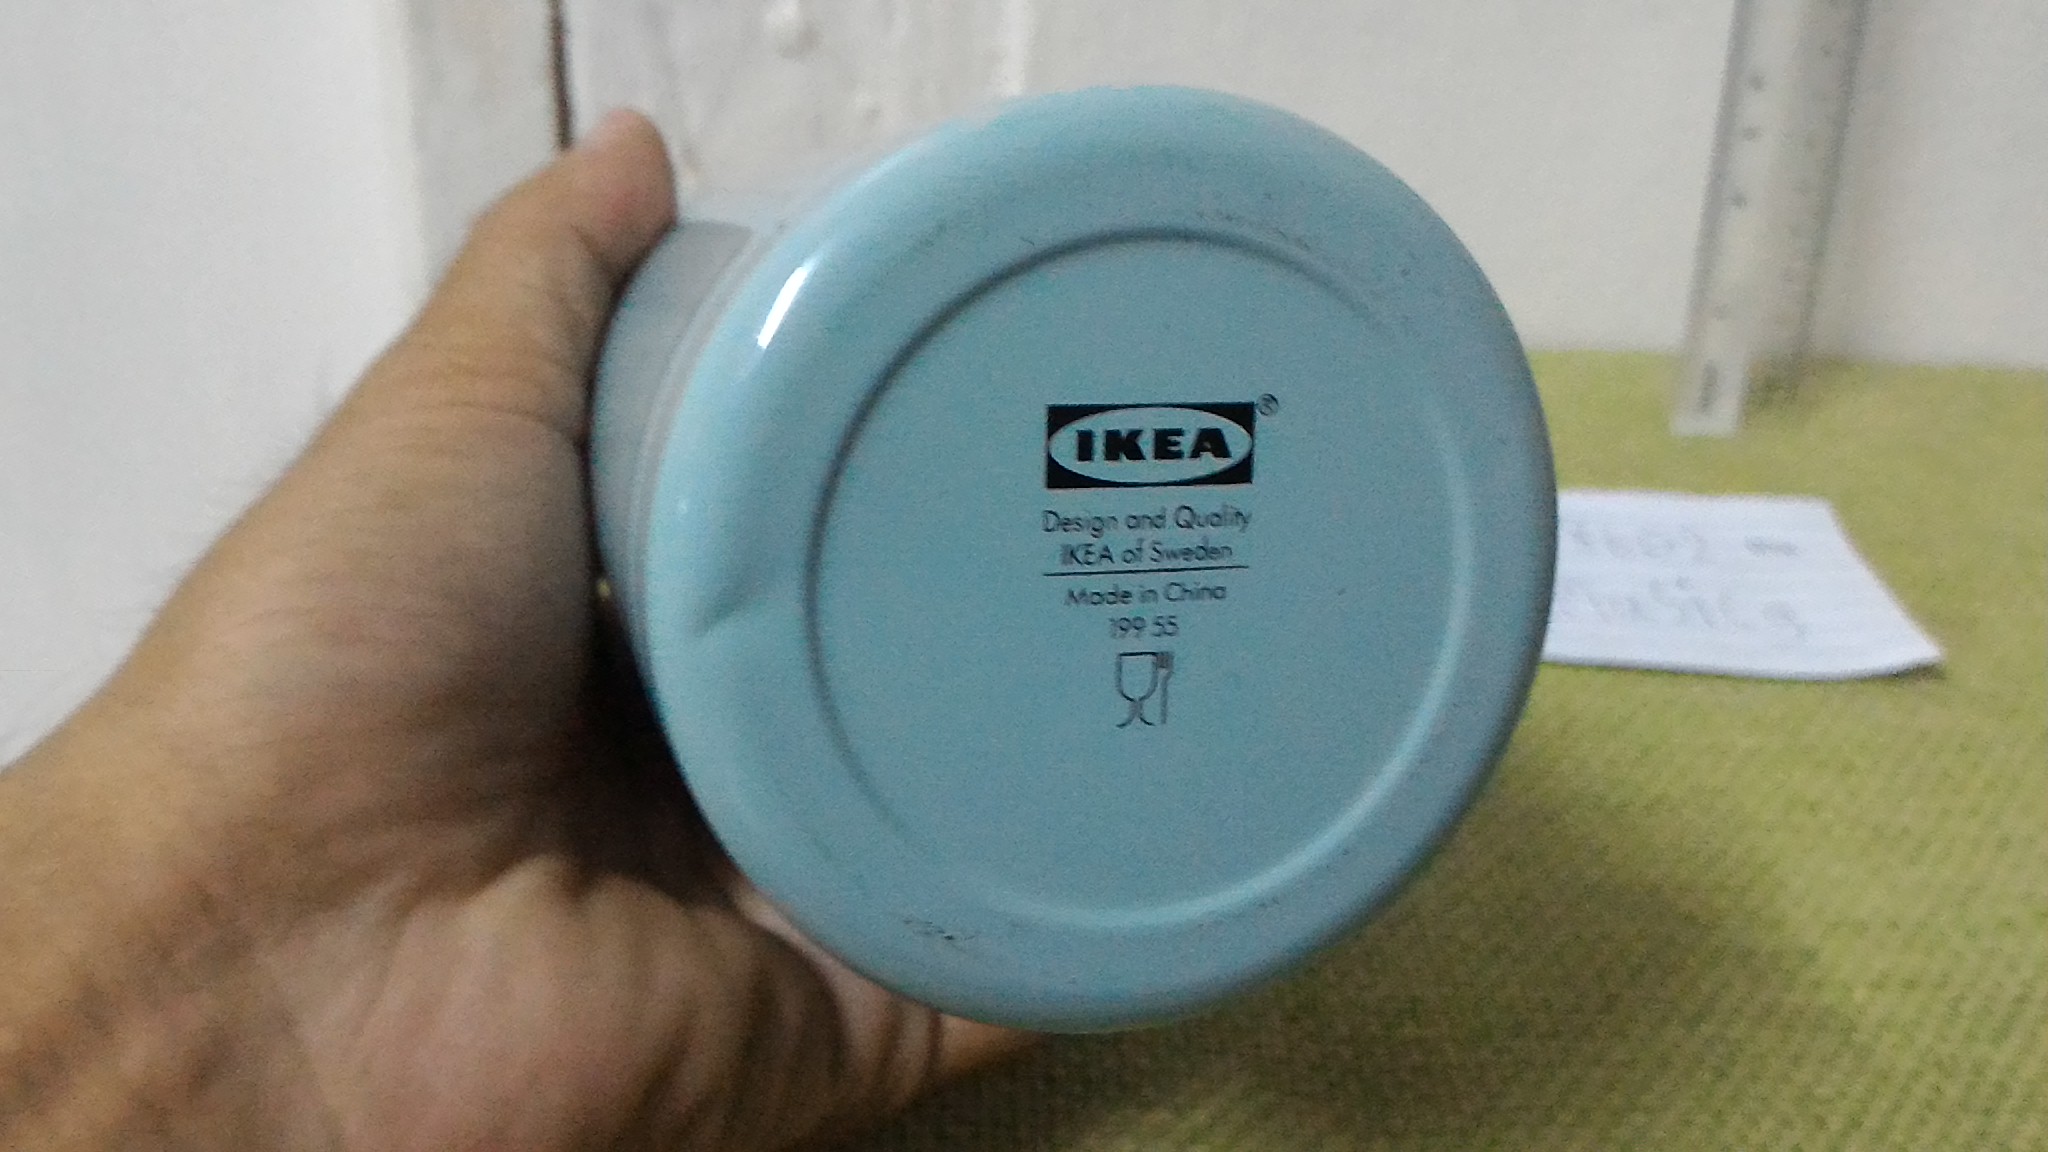 IKEA®
Design and Quality
IKEA of Sweden
Made in China
199 55